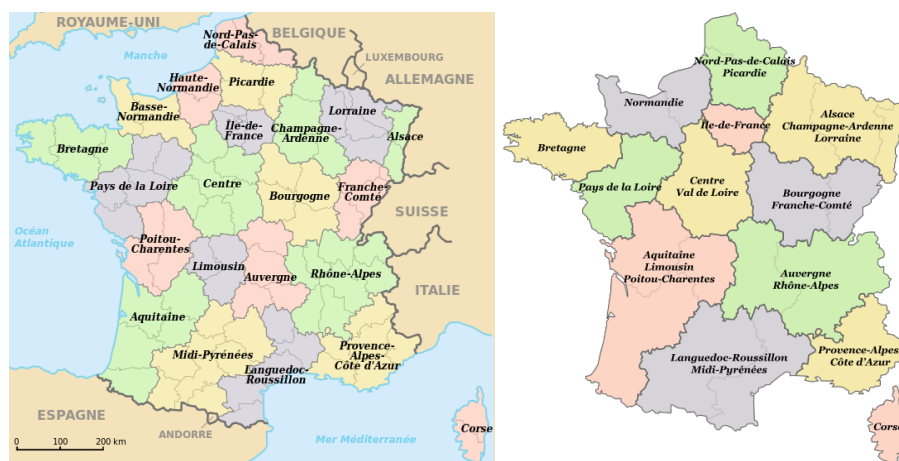 ROYAUME-UNI
BELGIQUE
LUXEMBOURG
ALLEMAGNE
Manche
Nord-Pas-
de-Calais
Haute-
Normandie
Picardie
Basse-
Normandie
Île-de-
France
Champagne-
Ardenne
Lorraine
Alsace
Bretagne
Pays de la Loire
Centre
Bourgogne
Franche-
Comté
SUISSE
Océan
Atlantique
Poitou-
Charentes
Limousin
Auvergne
Rhône-Alpes
ITALIE
Aquitaine
Midi-Pyrénées
Languedoc-
Roussillon
Provence-
Alpes-
Côte d'Azur
ESPAGNE
ANDORRE
Mer Méditerranée
Corse
0 100 200 km
Nord-Pas-de-Calais
Picardie
Normandie
Île-de-France
Alsace
Champagne-Ardenne
Lorraine
Bretagne
Pays de la Loire
Centre
Val de Loire
Bourgogne
Franche-Comté
Aquitaine
Limousin
Poitou-Charentes
Auvergne
Rhône-Alpes
Languedoc-Roussillon
Midi-Pyrénées
Provence-Alpes
Côte d'Azur
Corse